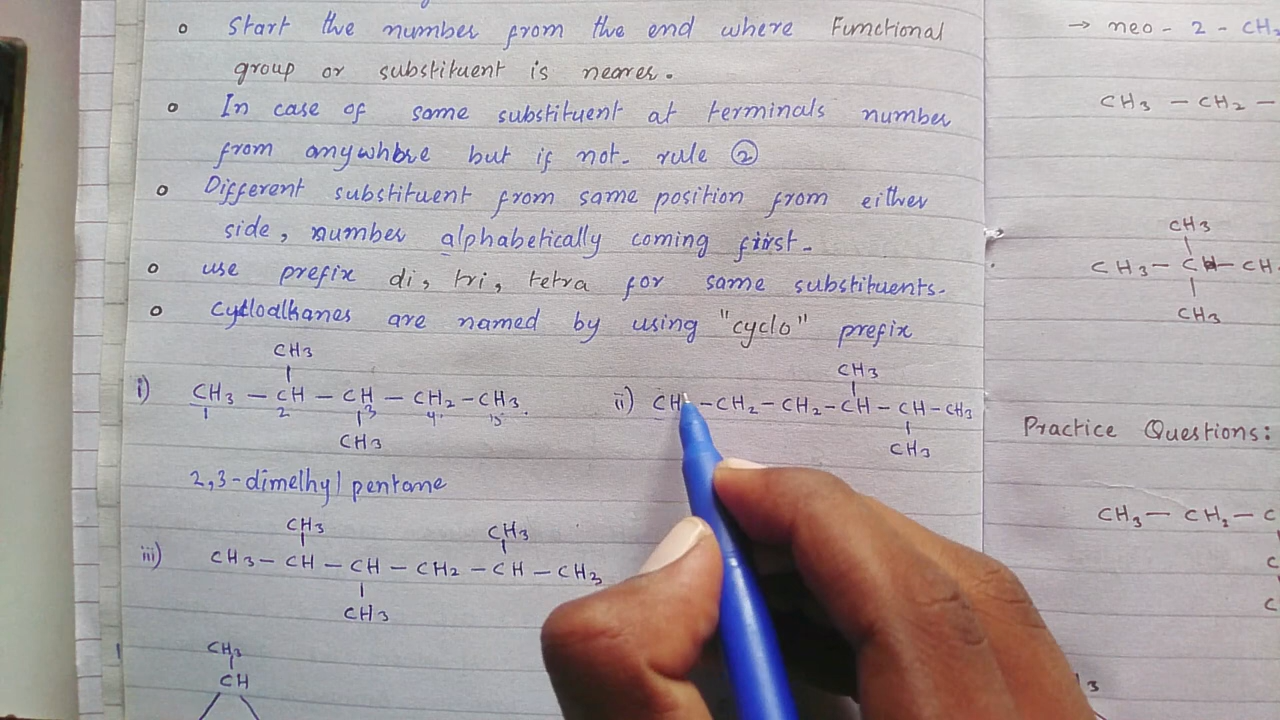 o Start the number from the end where Functional
group or substituent is nearer.
o In case of same substituent at terminals number
from anywhere but if not. rule ②
o Different substituent from same position from either
side, number alphabetically coming first.
o use prefix di, tri, tetra for same substituents.
o Cycloalkanes are named by using "cyclo" prefix
CH3
i) CH3 – CH – CH – CH2 – CH3.
1 2 3 4 5
CH3
2,3-dimethyl pentane
CH3
ii) CH – CH2 – CH2 – CH – CH – CH3
CH3
CH3 CH3
iii) CH3 – CH – CH – CH2 – CH – CH3
CH3
CH3
CH
→ neo - 2 - CH
CH3 – CH2 –
CH3
CH3 – CH – CH
CH3
Practice Questions:
CH3 – CH2 – C
C
C
3